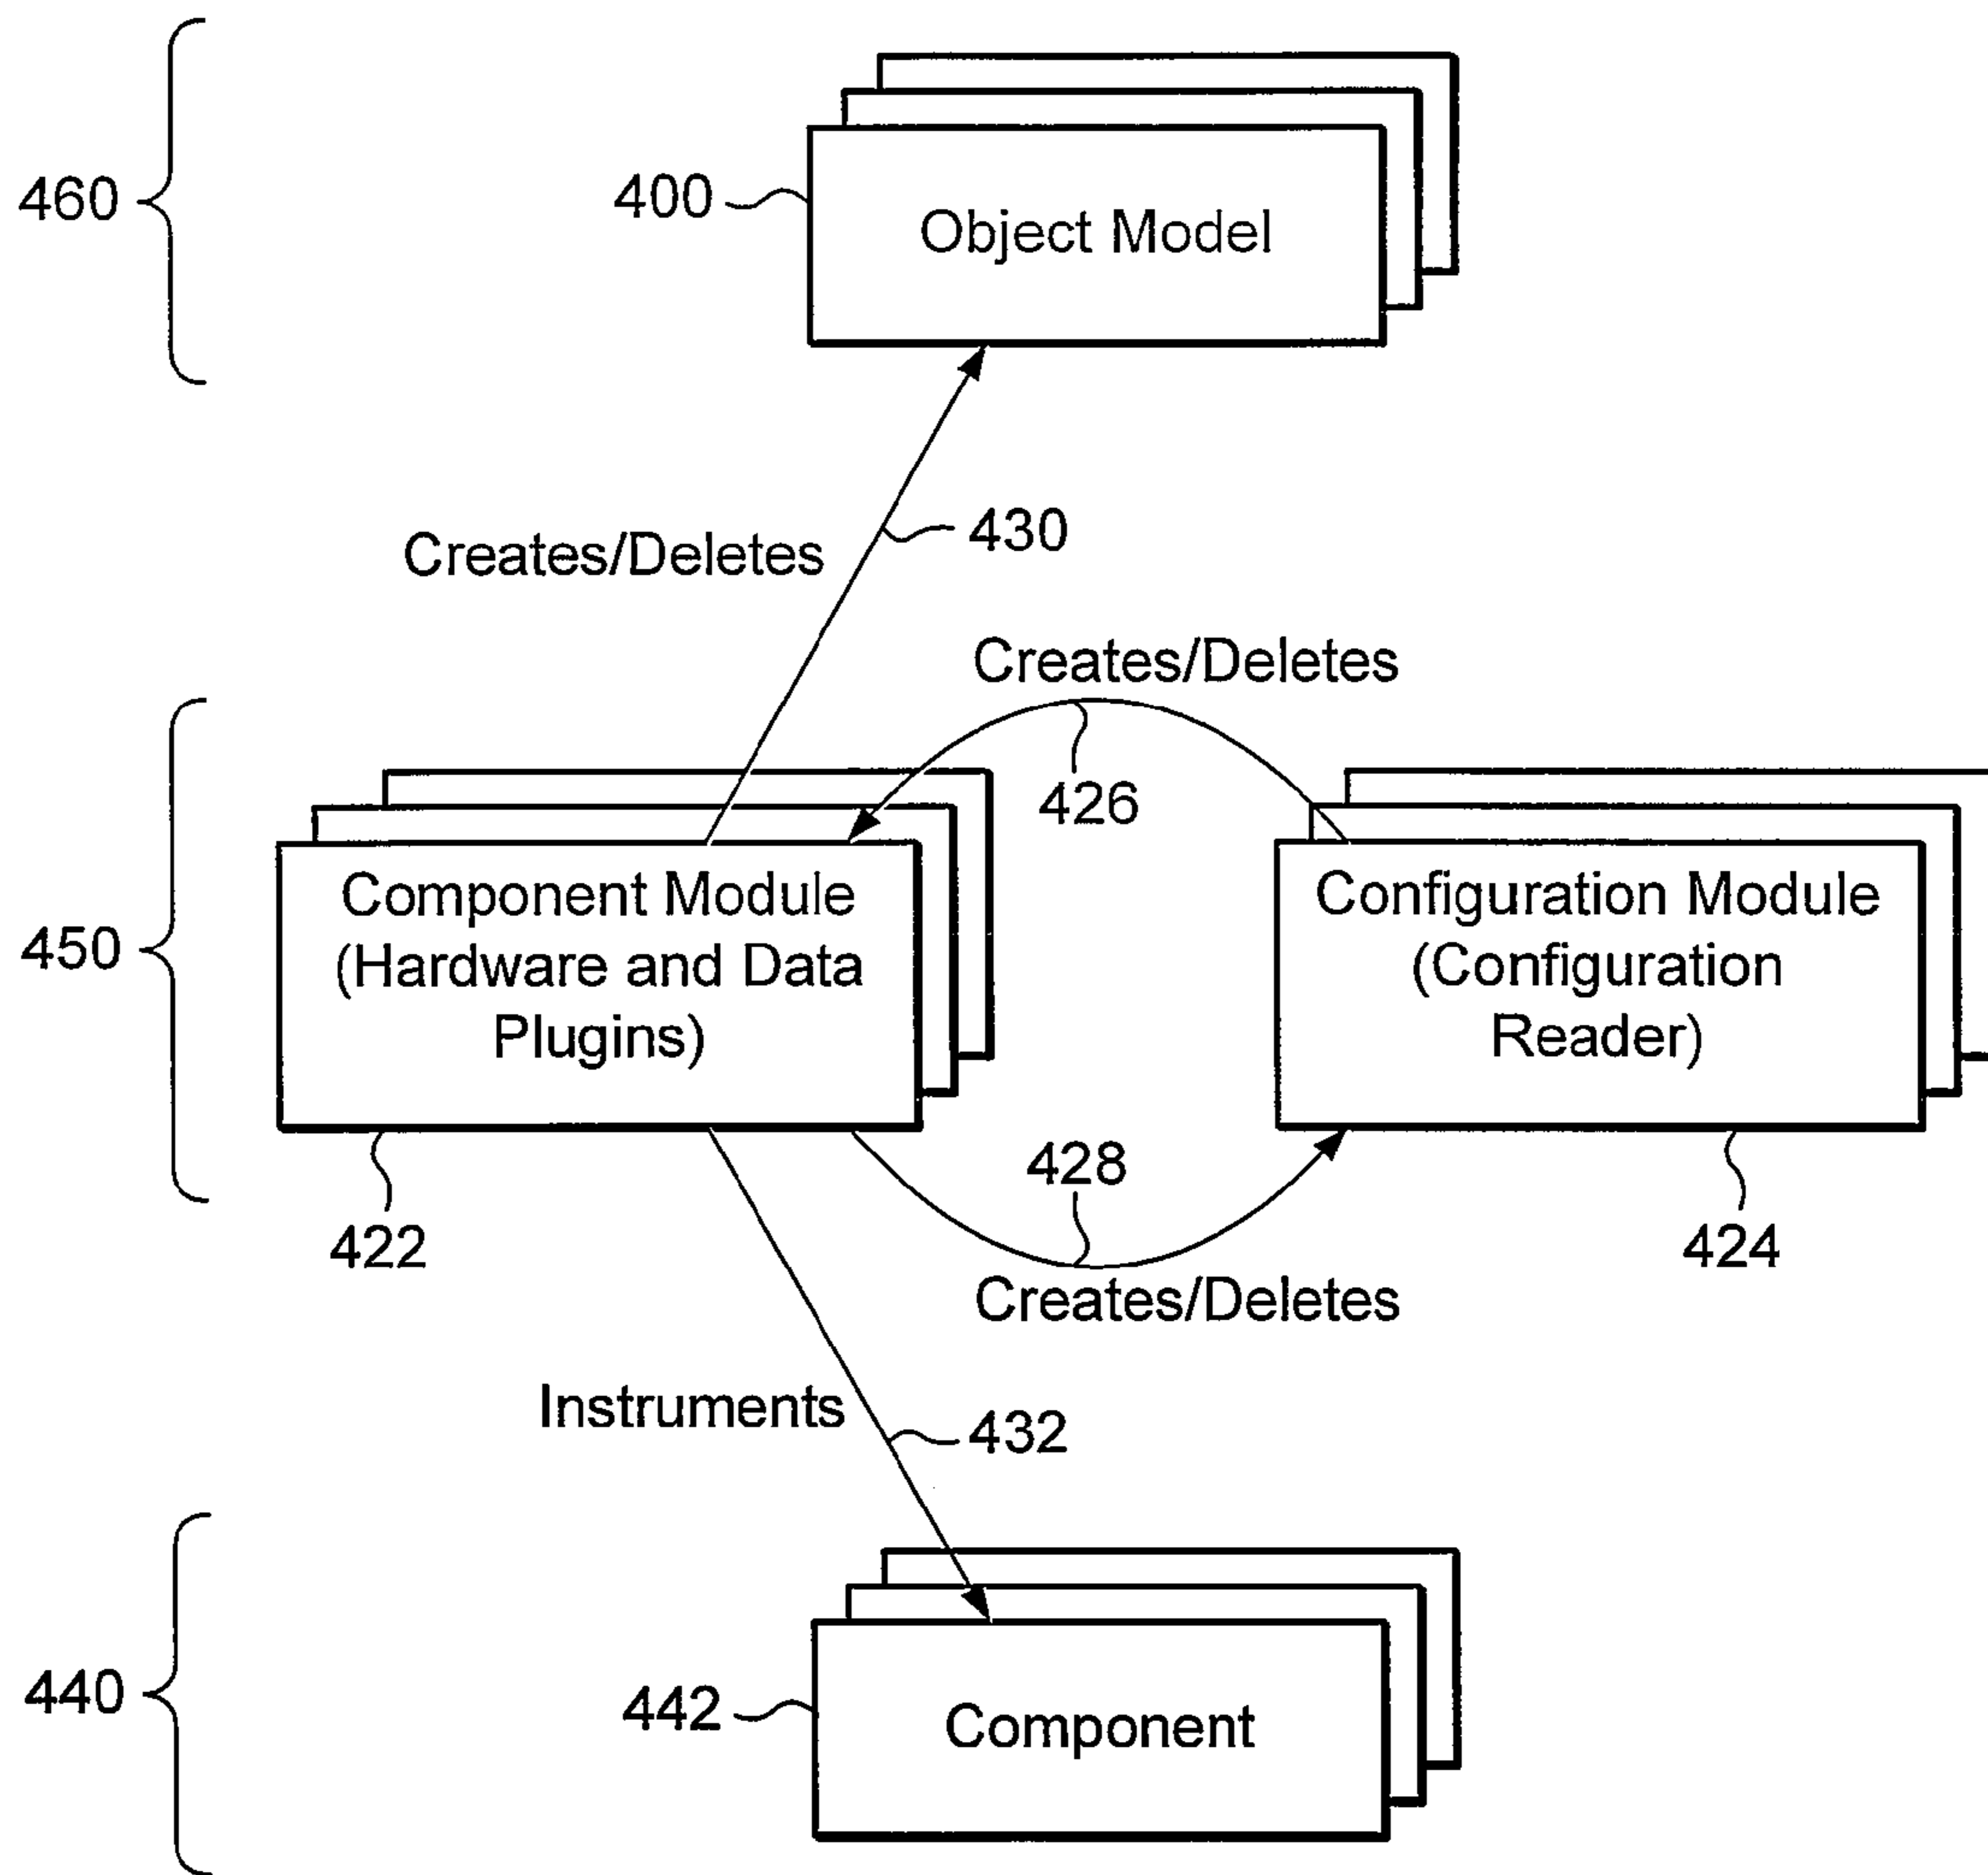 460
400
Object Model
Creates/Deletes
430
Creates/Deletes
426
450
Component Module
(Hardware and Data
Plugins)
Configuration Module
(Configuration
Reader)
422
428
424
Creates/Deletes
Instruments
432
440
442
Component